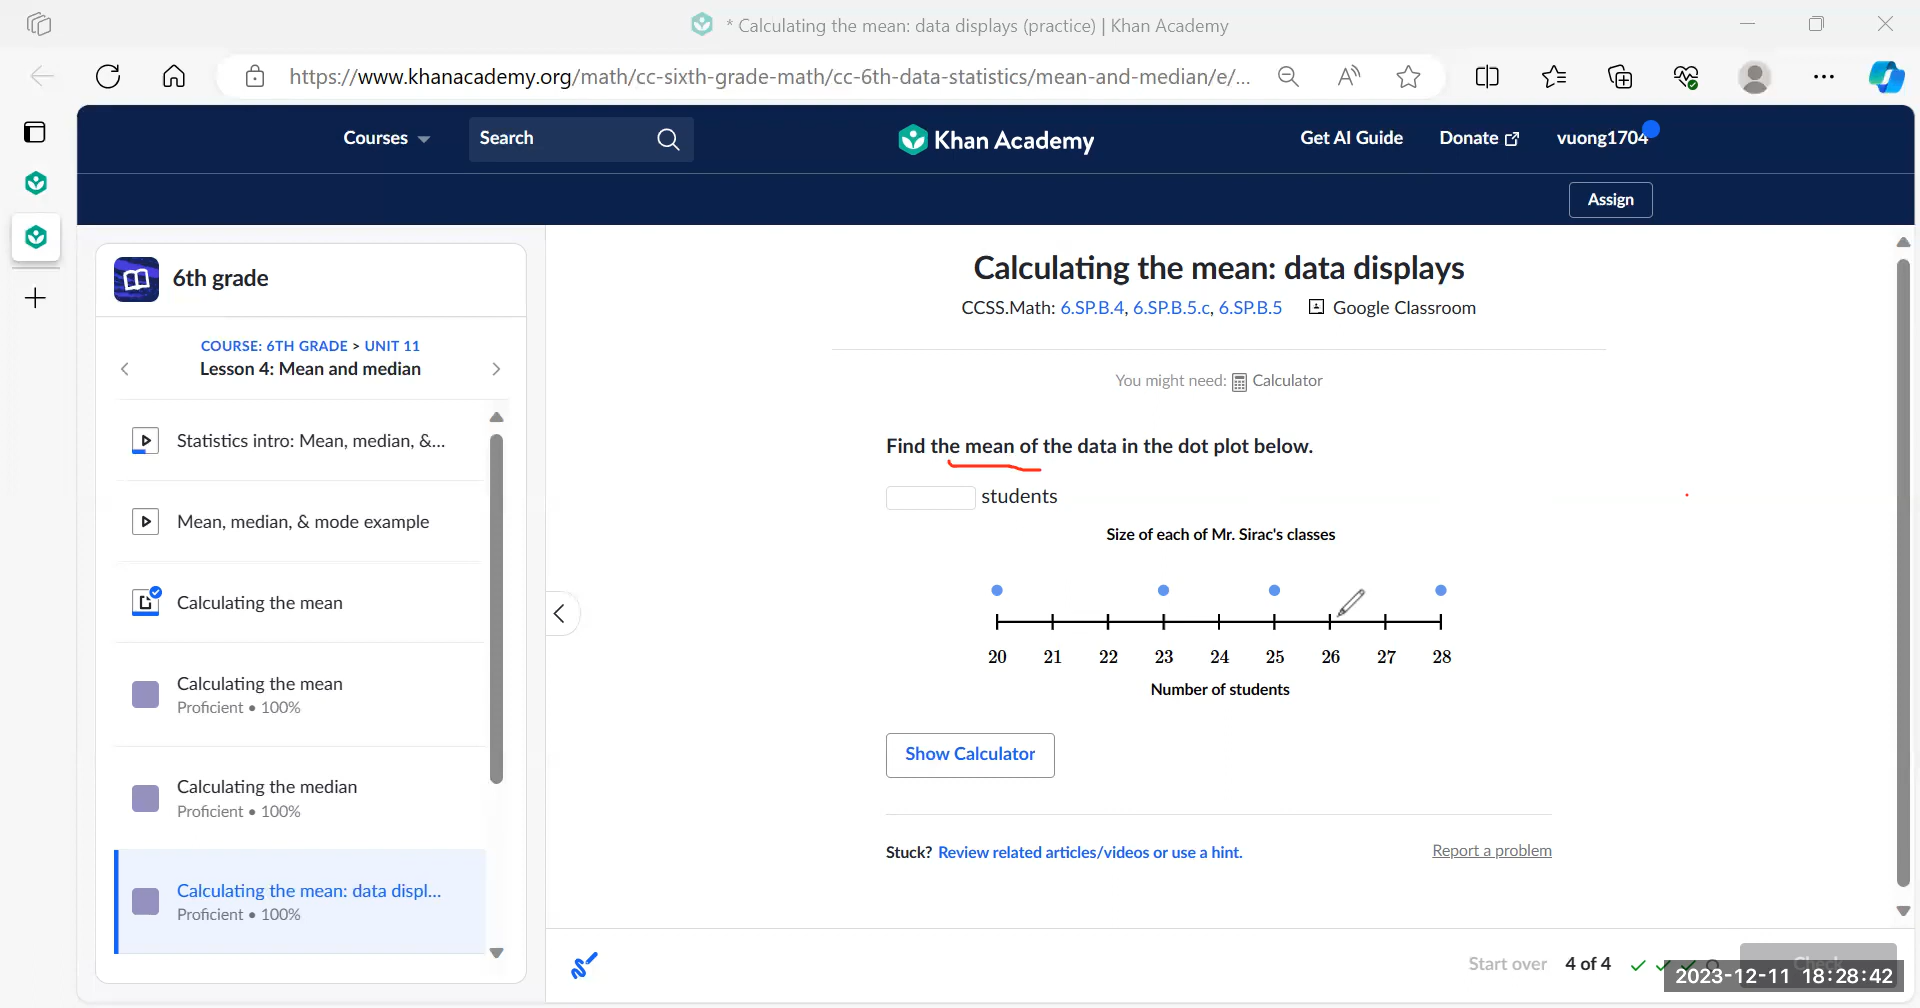 * Calculating the mean: data displays (practice) | Khan Academy
https://www.khanacademy.org/math/cc-sixth-grade-math/cc-6th-data-statistics/mean-and-median/e/...
Courses
Search
Khan Academy
Get AI Guide
Donate
vuong1704
Assign
6th grade
COURSE: 6TH GRADE > UNIT 11
Lesson 4: Mean and median
Statistics intro: Mean, median, &...
Mean, median, & mode example
Calculating the mean
Calculating the mean
Proficient • 100%
Calculating the median
Proficient • 100%
Calculating the mean: data displ...
Proficient • 100%
Calculating the mean: data displays
CCSS.Math: 6.SP.B.4, 6.SP.B.5.c, 6.SP.B.5 Google Classroom
You might need: Calculator
Find the mean of the data in the dot plot below.
students
Size of each of Mr. Sirac's classes
20 21 22 23 24 25 26 27 28
Number of students
Show Calculator
Stuck? Review related articles/videos or use a hint.
Report a problem
Start over 4 of 4
2023-12-11 18:28:42